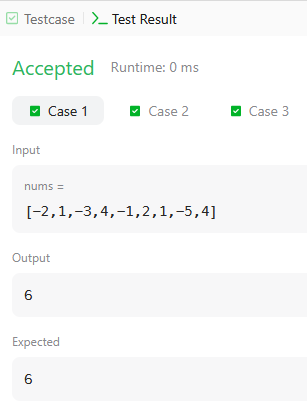 Testcase Test Result
Accepted Runtime: 0 ms
Case 1 Case 2 Case 3
Input
nums =
[-2,1,-3,4,-1,2,1,-5,4]
Output
6
Expected
6